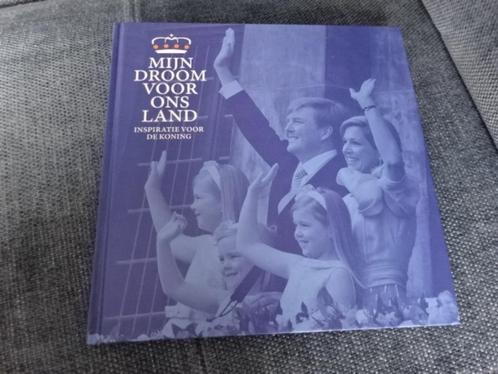 MIJN
DROOM
VOOR
ONS
LAND
INSPIRATIE VOOR
DE KONING